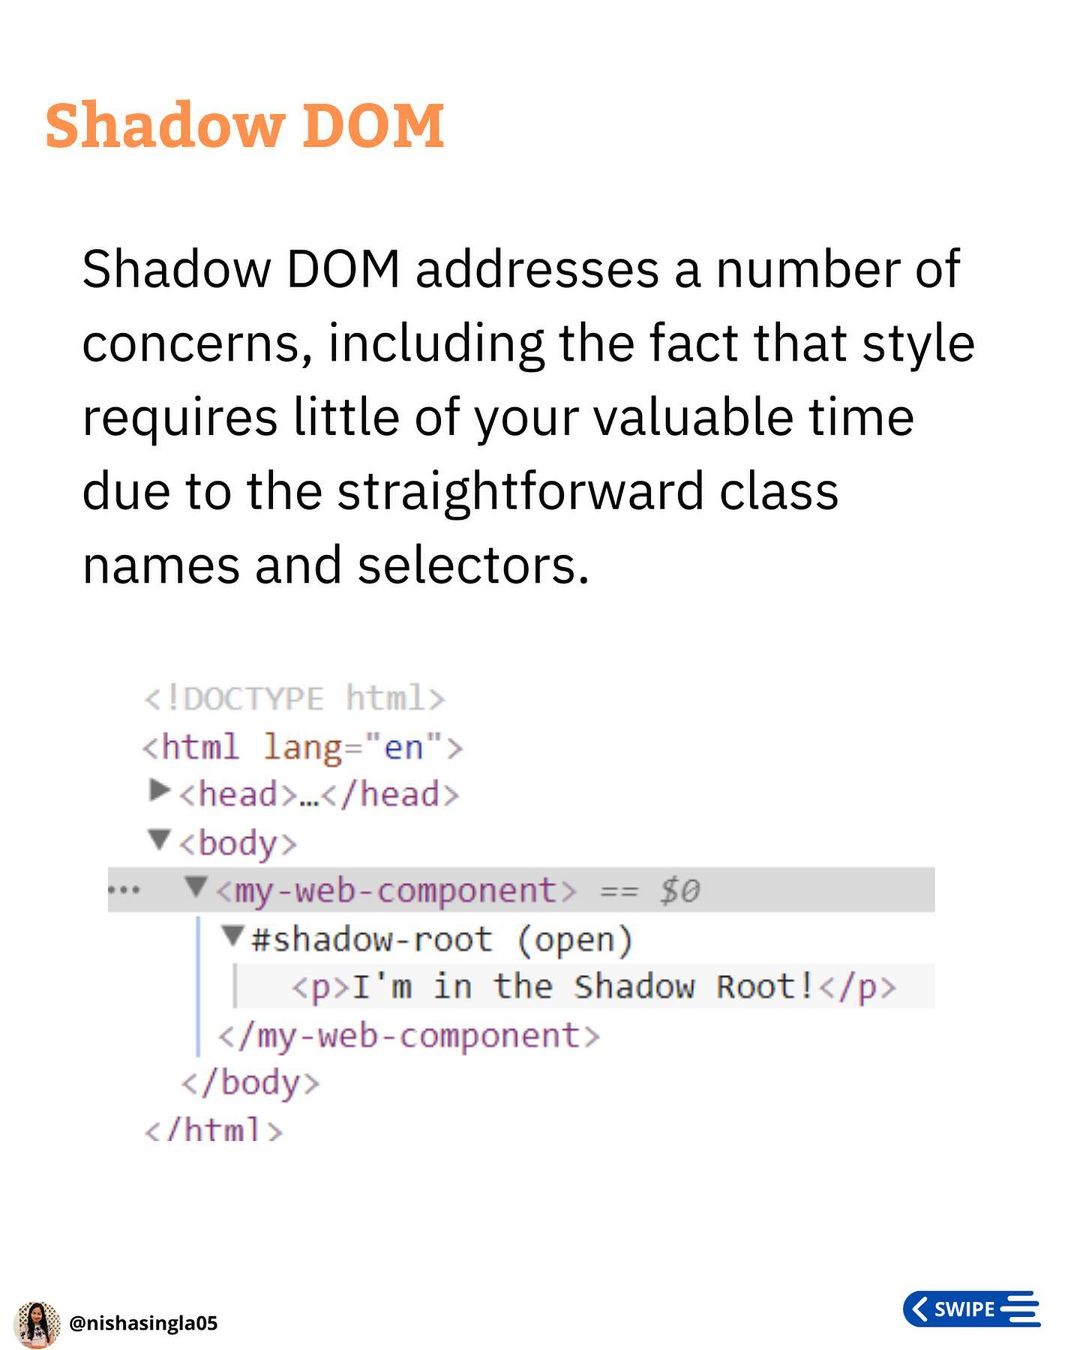 Shadow DOM
Shadow DOM addresses a number of
concerns, including the fact that style
requires little of your valuable time
due to the straightforward class
names and selectors.
<!DOCTYPE html>
<html lang="en">
▶<head>…</head>
▼<body>
••• ▼<my-web-component> == $0
▼#shadow-root (open)
<p>I'm in the Shadow Root!</p>
</my-web-component>
</body>
</html>
@nishasingla05
SWIPE